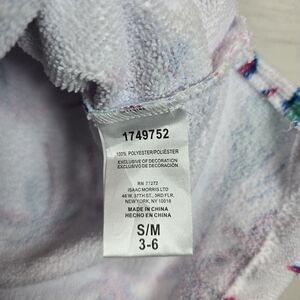 1749752
100% POLYESTER/POLIÉSTER
EXCLUSIVE OF DECORATION
EXCLUSIVO DE DECORACIÓN
RN 77272
ISAAC MORRIS LTD
48 W. 37TH ST., 3RD FLR.
NEW YORK, NY 10018
MADE IN CHINA
HECHO EN CHINA
S/M
3-6